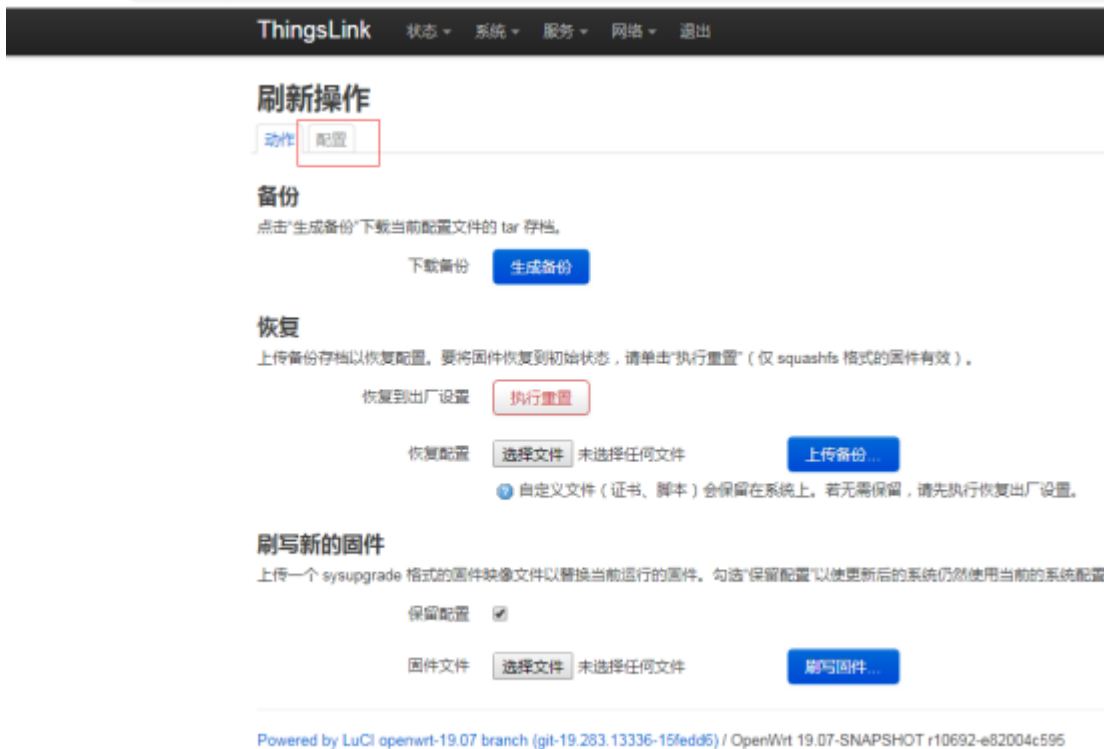 ThingsLink 状态 系统 服务 网络 退出
刷新操作
动作 配置
备份
点击“生成备份”下载当前配置文件的 tar 存档。
下载备份 生成备份
恢复
上传备份存档以恢复配置。要将固件恢复到初始状态，请单击“执行重置”（仅 squashfs 格式的固件有效）。
恢复到出厂设置 执行重置
恢复配置 选择文件 未选择任何文件 上传备份...
自定义文件（证书、脚本）会保留在系统上。若无需保留，请先执行恢复出厂设置。
刷写新的固件
上传一个 sysupgrade 格式的固件映像文件以替换当前运行的固件。勾选“保留配置”以使更新后的系统仍然使用当前的系统配置
保留配置
固件文件 选择文件 未选择任何文件 刷写固件...
Powered by LuCI openwrt-19.07 branch (git-19.283.13336-15fedd6) / OpenWrt 19.07-SNAPSHOT r10692-e82004c595